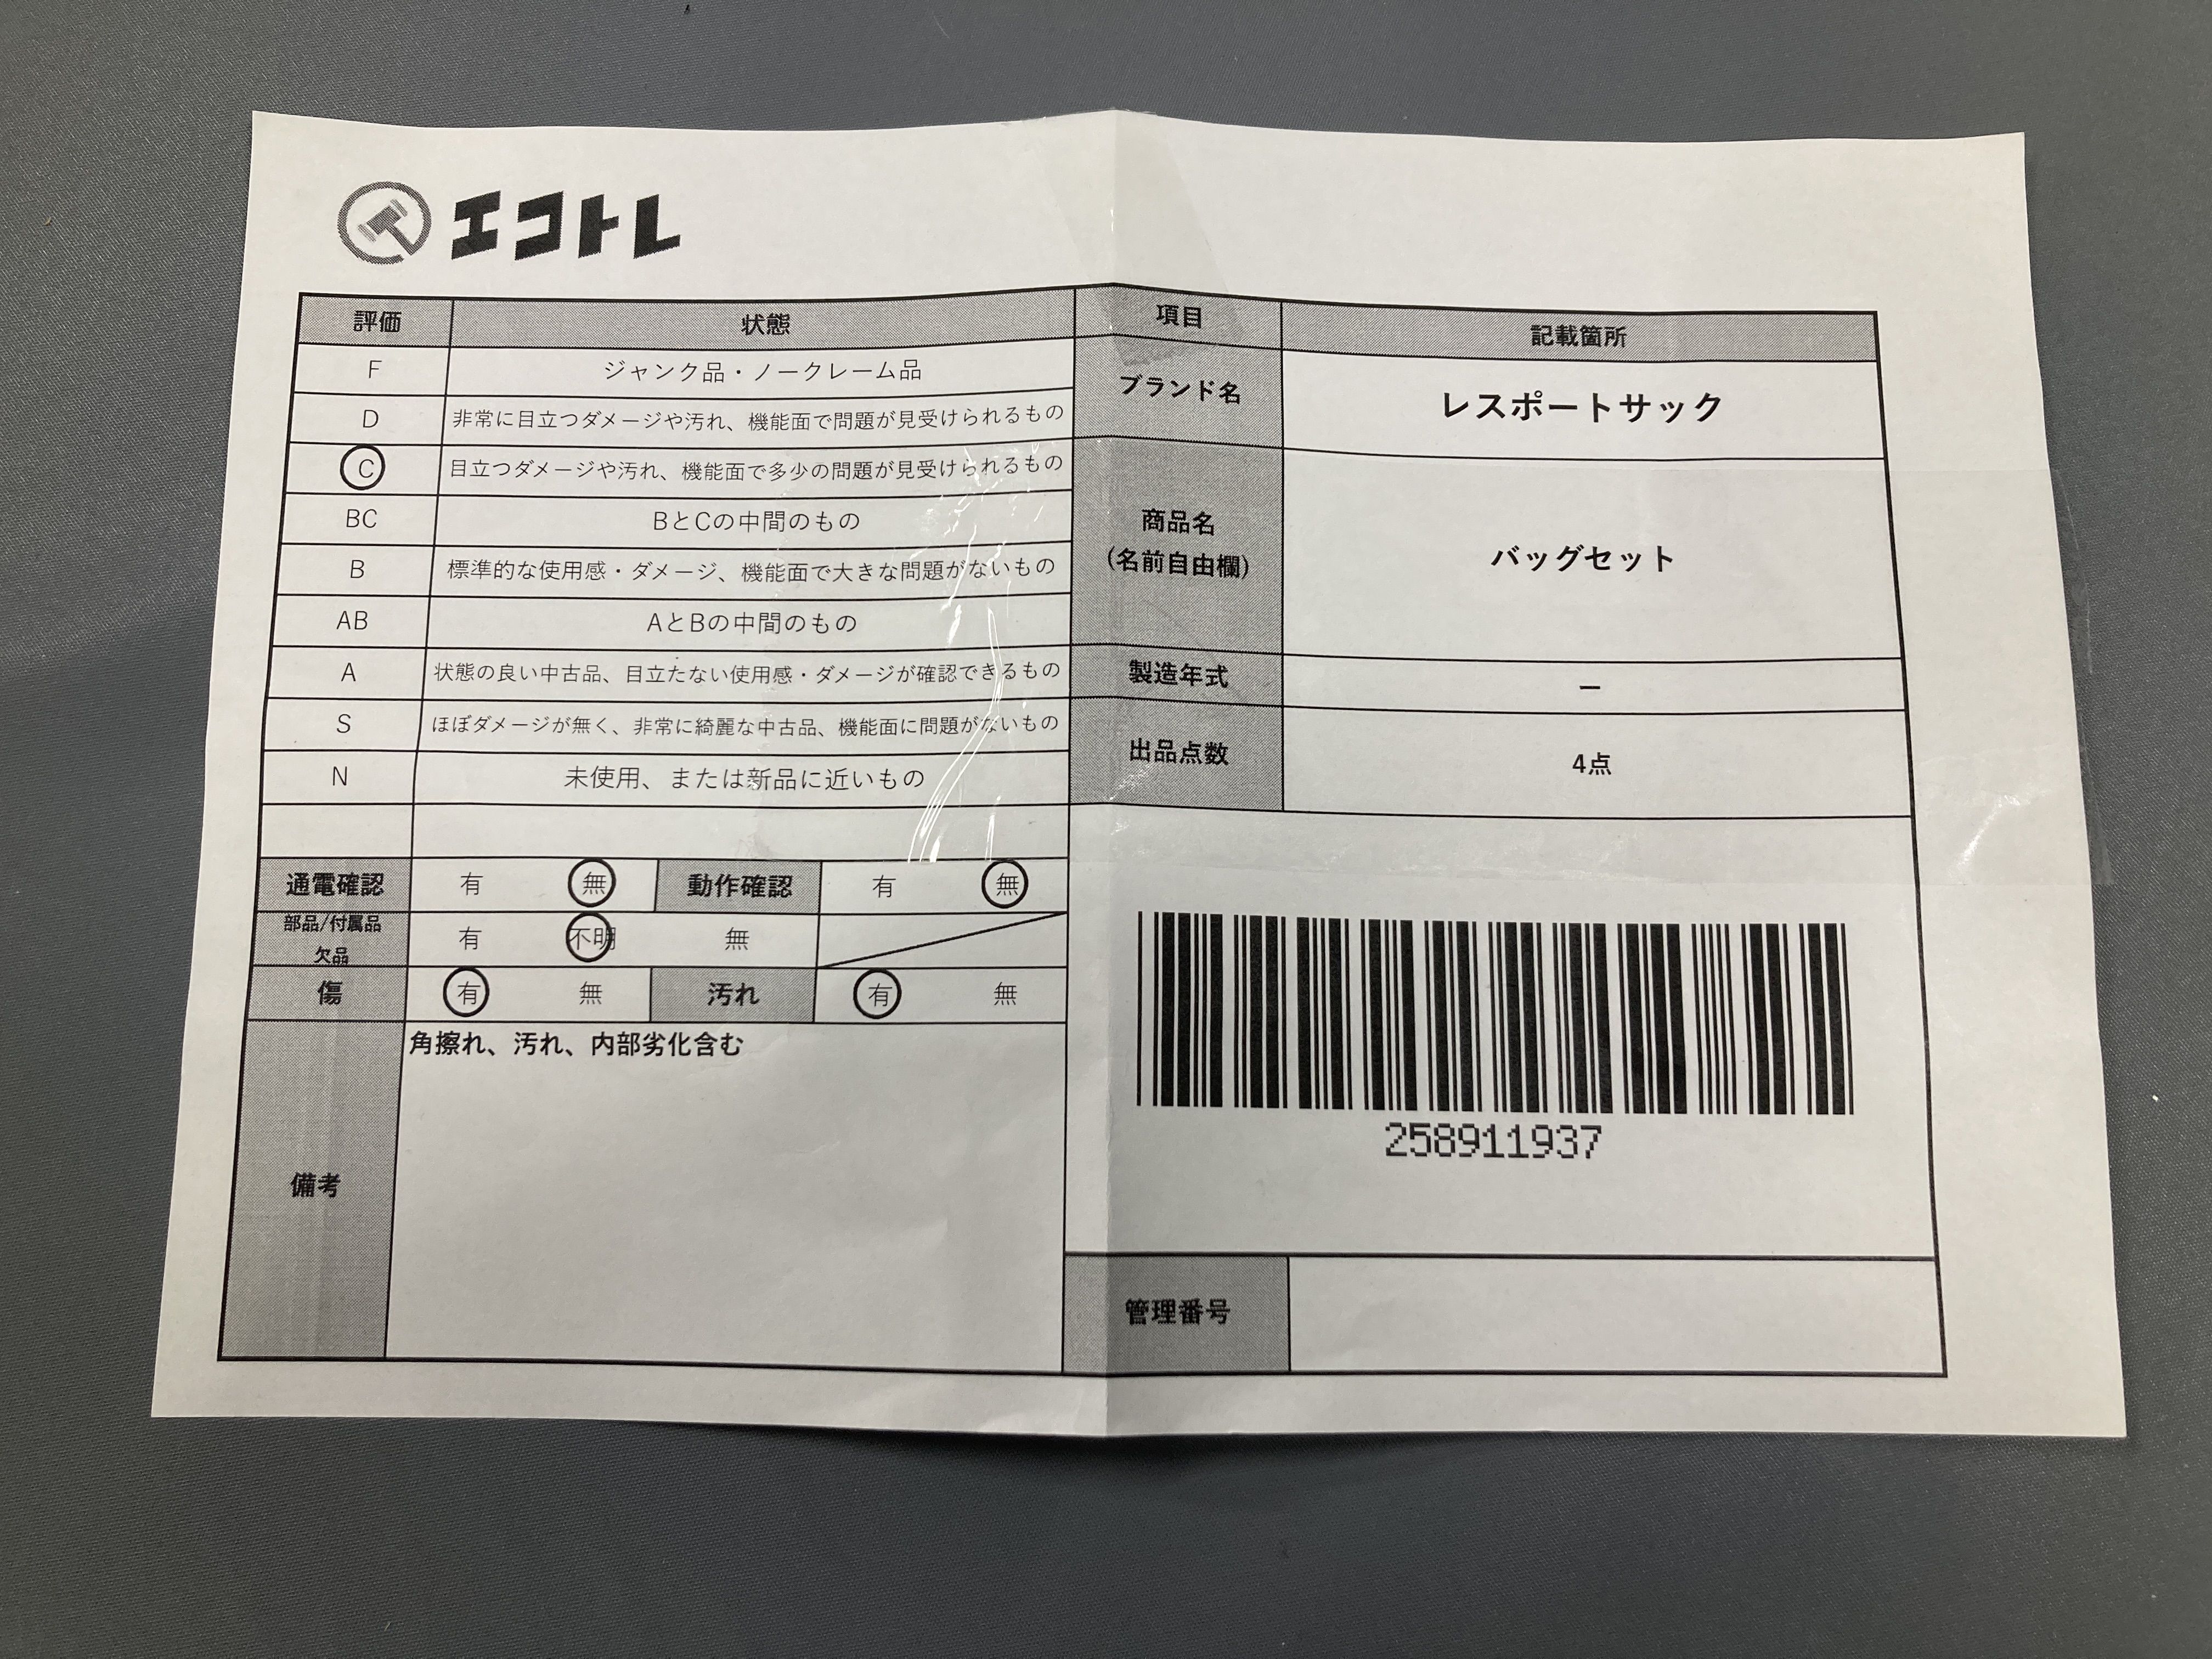 エコトレ
評価 状態
F ジャンク品・ノークレーム品
D 非常に目立つダメージや汚れ、機能面で問題が見受けられるもの
C 目立つダメージや汚れ、機能面で多少の問題が見受けられるもの
BC BとCの中間のもの
B 標準的な使用感・ダメージ、機能面で大きな問題がないもの
AB AとBの中間のもの
A 状態の良い中古品、目立たない使用感・ダメージが確認できるもの
S ほぼダメージが無く、非常に綺麗な中古品、機能面に問題がないもの
N 未使用、または新品に近いもの
通電確認 有 無 動作確認 有 無
部品/付属品
欠品 有 不明 無
傷 有 無 汚れ 有 無
備考 角擦れ、汚れ、内部劣化含む
項目 記載箇所
ブランド名 レスポートサック
商品名
(名前自由欄) バッグセット
製造年式 ー
出品点数 4点
258911937
管理番号